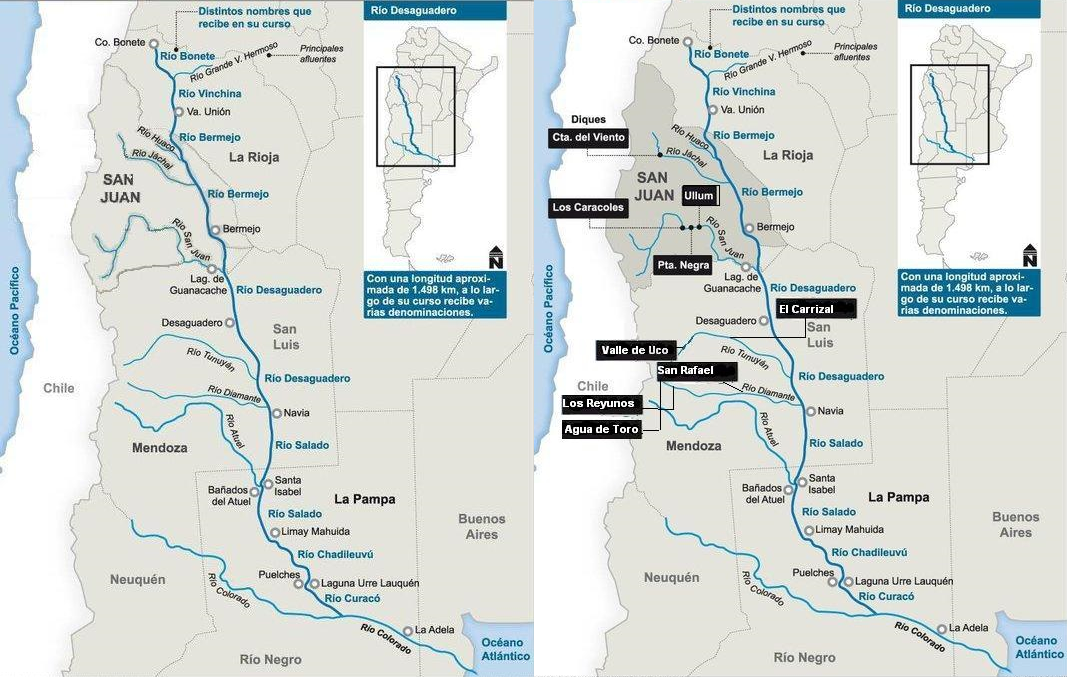 Distintos nombres que
recibe en su curso
Co. Bonete
Río Bonete
Río Grande V. Hermoso
Principales
afluentes
Río Vinchina
Va. Unión
Río Huaco
Río Bermejo
Río Jáchal
La Rioja
SAN
JUAN
Río Bermejo
Río San Juan
Bermejo
Lag. de
Guanacache
Río Desaguadero
Desaguadero
San
Luis
Río Tunuyán
Río Desaguadero
Chile
Río Diamante
Navia
Río Atuel
Mendoza
Río Salado
Bañados
del Atuel
Santa
Isabel
La Pampa
Río Salado
Buenos
Aires
Limay Mahuida
Río Chadileuvú
Neuquén
Puelches
Laguna Urre Lauquén
Río Colorado
Río Curacó
Río Colorado
La Adela
Río Negro
Océano
Atlántico
Océano Pacífico
Río Desaguadero
N
Con una longitud aproxi-
mada de 1.498 km, a lo lar-
go de su curso recibe va-
rias denominaciones.
Distintos nombres que
recibe en su curso
Co. Bonete
Río Bonete
Río Grande V. Hermoso
Principales
afluentes
Río Vinchina
Va. Unión
Diques
Cta. del Viento
Río Huaco
Río Bermejo
Río Jáchal
La Rioja
SAN
JUAN
Ullum
Río Bermejo
Los Caracoles
Río San Juan
Bermejo
Pta. Negra
Lag. de
Guanacache
Río Desaguadero
El Carrizal
Desaguadero
San
Luis
Valle de Uco
Río Tunuyán
San Rafael
Río Desaguadero
Chile
Río Diamante
Los Reyunos
Navia
Agua de Toro
Río Atuel
Mendoza
Río Salado
Bañados
del Atuel
Santa
Isabel
La Pampa
Río Salado
Buenos
Aires
Limay Mahuida
Río Chadileuvú
Neuquén
Puelches
Laguna Urre Lauquén
Río Colorado
Río Curacó
Río Colorado
La Adela
Río Negro
Océano
Atlántico
Océano Pacífico
Río Desaguadero
N
Con una longitud aproxi-
mada de 1.498 km, a lo lar-
go de su curso recibe va-
rias denominaciones.